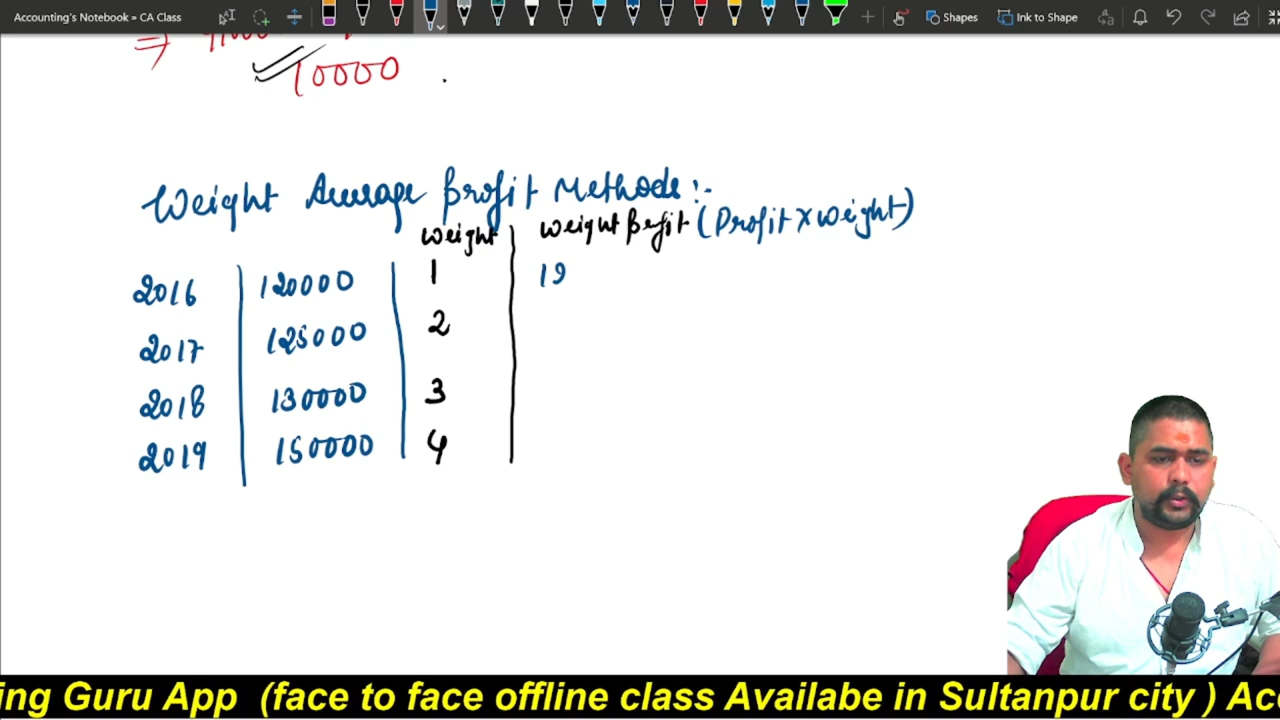 Accounting's Notebook » CA Class
Shapes
Ink to Shape
⇒
10000
Weight Average Profit Methode:-
Weight
Weight Profit (Profit x Weight)
2016 120000 1 12
2017 125000 2
2018 130000 3
2019 150000 4
ing Guru App (face to face offline class Availabe in Sultanpur city ) Acc